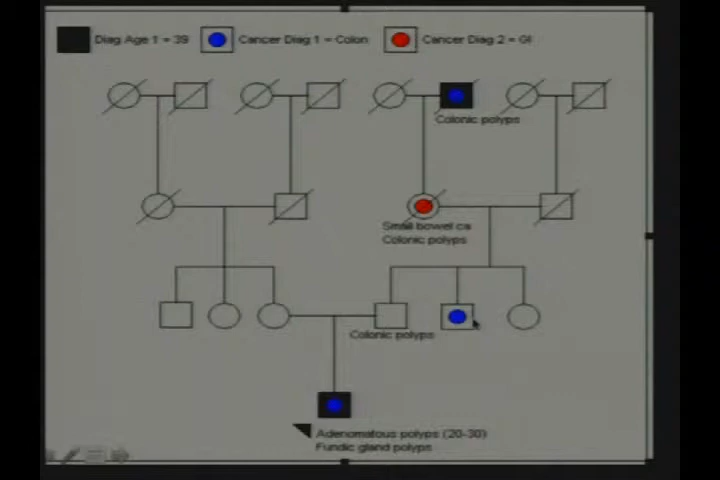 Diag Age 1 = 39
Cancer Diag 1 = Colon
Cancer Diag 2 = GI
Colonic polyps
Small bowel ca
Colonic polyps
Colonic polyps
Adenomatous polyps (20-30)
Fundic gland polyps